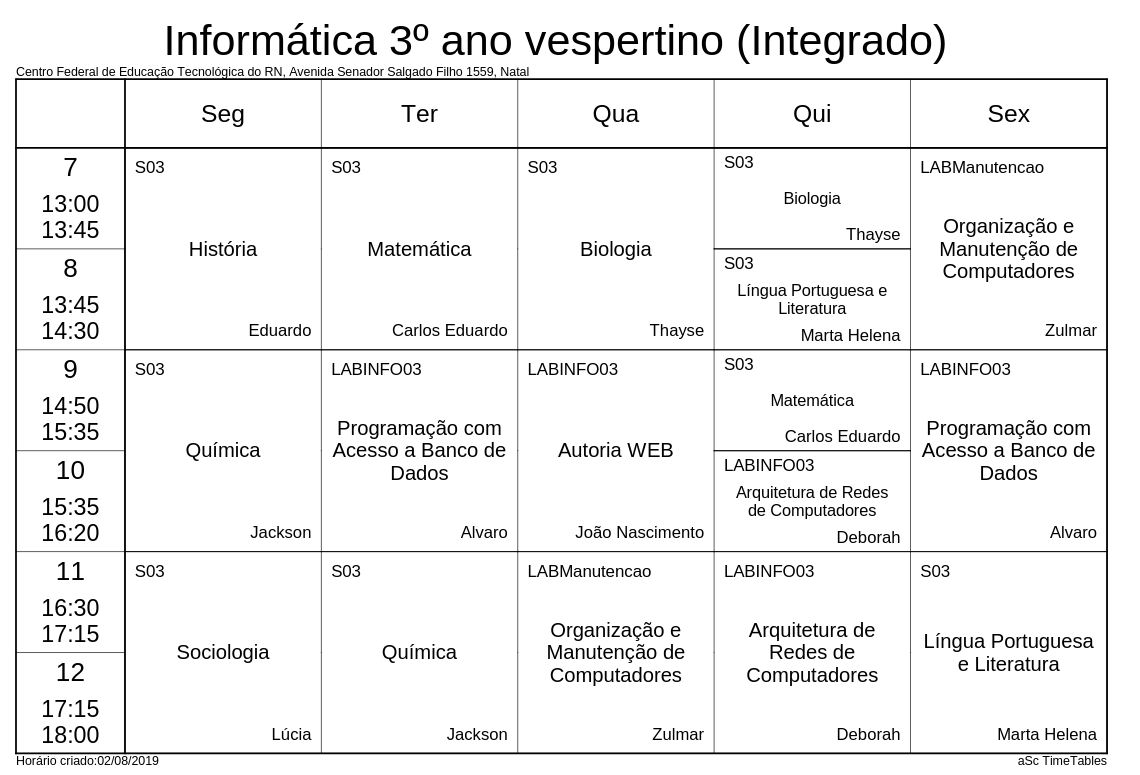 Informática 3º ano vespertino (Integrado)
Centro Federal de Educação Tecnológica do RN, Avenida Senador Salgado Filho 1559, Natal
Seg
Ter
Qua
Qui
Sex
7
13:00
13:45
S03
História
Eduardo
S03
Matemática
Carlos Eduardo
S03
Biologia
Thayse
S03
Biologia
Thayse
LABManutencao
Organização e
Manutenção de
Computadores
Zulmar
8
13:45
14:30
S03
Língua Portuguesa e
Literatura
Marta Helena
9
14:50
15:35
S03
Química
Jackson
LABINFO03
Programação com
Acesso a Banco de
Dados
Alvaro
LABINFO03
Autoria WEB
João Nascimento
S03
Matemática
Carlos Eduardo
LABINFO03
Programação com
Acesso a Banco de
Dados
Alvaro
10
15:35
16:20
LABINFO03
Arquitetura de Redes
de Computadores
Deborah
11
16:30
17:15
S03
Sociologia
Lúcia
S03
Química
Jackson
LABManutencao
Organização e
Manutenção de
Computadores
Zulmar
LABINFO03
Arquitetura de
Redes de
Computadores
Deborah
S03
Língua Portuguesa
e Literatura
Marta Helena
12
17:15
18:00
Horário criado:02/08/2019
aSc TimeTables